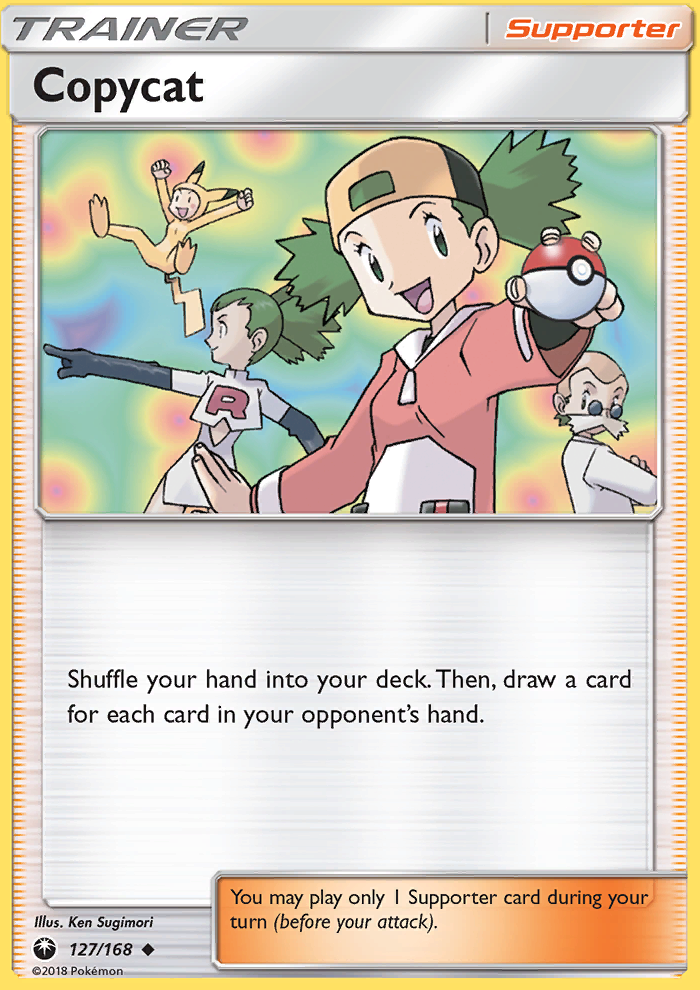 TRAINER
Supporter
Copycat
R
Shuffle your hand into your deck. Then, draw a card
for each card in your opponent's hand.
You may play only 1 Supporter card during your
turn (before your attack).
Illus. Ken Sugimori
127/168
©2018 Pokémon